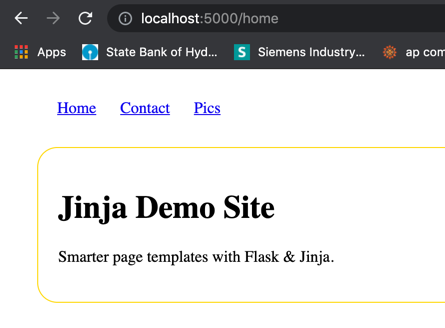 localhost:5000/home
Apps State Bank of Hyd... S Siemens Industry... ap com
Home Contact Pics
Jinja Demo Site
Smarter page templates with Flask & Jinja.